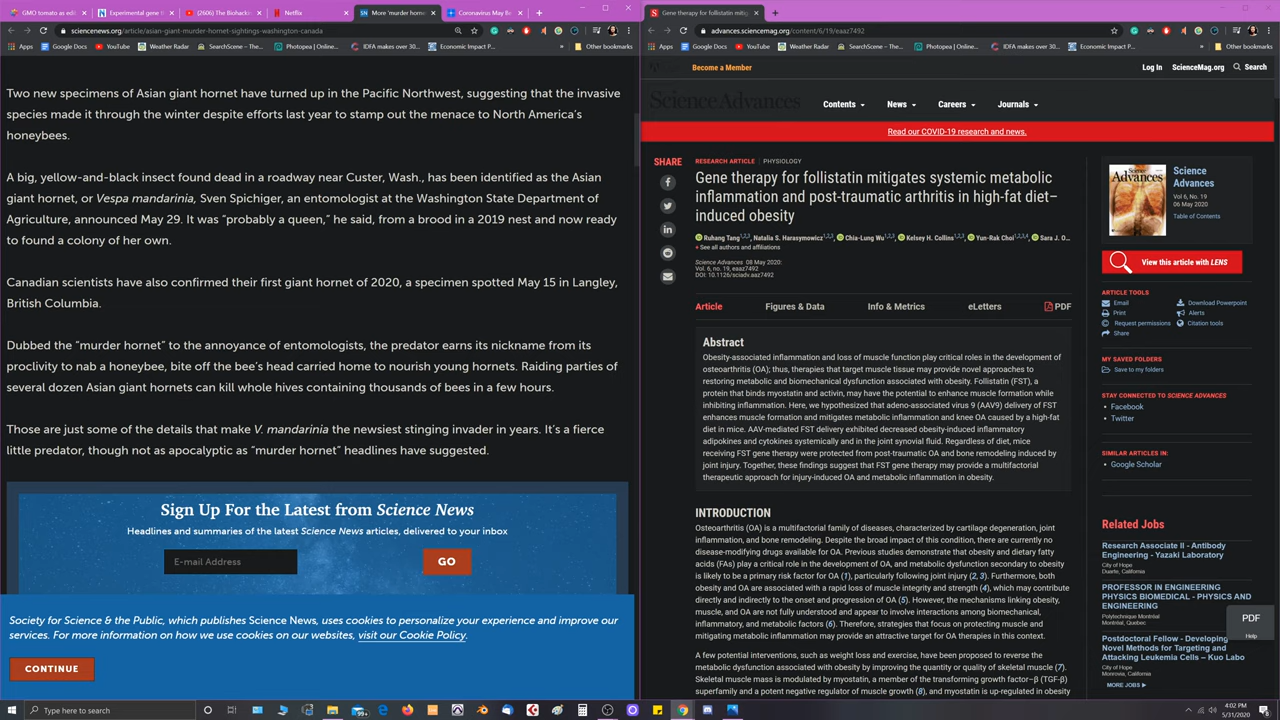 GMO tomato as edi
Experimental gene t
(2606) The Biohackin
Netflix
More 'murder horne
Coronavirus May Be
sciencenews.org/article/asian-giant-murder-hornet-sightings-washington-canada
Apps
Google Docs
YouTube
Weather Radar
SearchScene – Th...
Photopea | Onlin...
IDFA makes over 30...
Economic Impact P...
Other bookmarks
Two new specimens of Asian giant hornet have turned up in the Pacific Northwest, suggesting that the invasive
species made it through the winter despite efforts last year to stamp out the menace to North America's
honeybees.
A big, yellow-and-black insect found dead in a roadway near Custer, Wash., has been identified as the Asian
giant hornet, or Vespa mandarinia, Sven Spichiger, an entomologist at the Washington State Department of
Agriculture, announced May 29. It was “probably a queen,” he said, from a brood in a 2019 nest and now ready
to found a colony of her own.
Canadian scientists have also confirmed their first giant hornet of 2020, a specimen spotted May 15 in Langley,
British Columbia.
Dubbed the “murder hornet” to the annoyance of entomologists, the predator earns its nickname from its
proclivity to nab a honeybee, bite off the bee's head carried home to nourish young hornets. Raiding parties of
several dozen Asian giant hornets can kill whole hives containing thousands of bees in a few hours.
Those are just some of the details that make V. mandarinia the newsiest stinging invader in years. It's a fierce
little predator, though not as apocalyptic as “murder hornet” headlines have suggested.
Sign Up For the Latest from Science News
Headlines and summaries of the latest Science News articles, delivered to your inbox
E-mail Address
GO
Society for Science & the Public, which publishes Science News, uses cookies to personalize your experience and improve our
services. For more information on how we use cookies on our websites, visit our Cookie Policy.
CONTINUE
Gene therapy for follistatin mitigat
advances.sciencemag.org/content/6/19/eaaz7492
Apps
Google Docs
YouTube
Weather Radar
SearchScene – Th...
Photopea | Onlin...
IDFA makes over 30...
Economic Impact P...
Other bookmarks
Become a Member
Log In
ScienceMag.org
Search
ScienceAdvances
Contents
News
Careers
Journals
Read our COVID-19 research and news.
SHARE
RESEARCH ARTICLE | PHYSIOLOGY
Gene therapy for follistatin mitigates systemic metabolic
inflammation and post-traumatic arthritis in high-fat diet–
induced obesity
Ruhang Tang1,2,3, Natalia S. Harasymowicz1,2,3, Chia-Lung Wu1,2,3, Kelsey H. Collins1,2,3, Yun-Rak Choi1,2,3,4, Sara J. O...
+ See all authors and affiliations
Science Advances 08 May 2020:
Vol. 6, no. 19, eaaz7492
DOI: 10.1126/sciadv.aaz7492
Article
Figures & Data
Info & Metrics
eLetters
PDF
Abstract
Obesity-associated inflammation and loss of muscle function play critical roles in the development of
osteoarthritis (OA); thus, therapies that target muscle tissue may provide novel approaches to
restoring metabolic and biomechanical dysfunction associated with obesity. Follistatin (FST), a
protein that binds myostatin and activin, may have the potential to enhance muscle formation while
inhibiting inflammation. Here, we hypothesized that adeno-associated virus 9 (AAV9) delivery of FST
enhances muscle formation and mitigates metabolic inflammation and knee OA caused by a high-fat
diet in mice. AAV-mediated FST delivery exhibited decreased obesity-induced inflammatory
adipokines and cytokines systemically and in the joint synovial fluid. Regardless of diet, mice
receiving FST gene therapy were protected from post-traumatic OA and bone remodeling induced by
joint injury. Together, these findings suggest that FST gene therapy may provide a multifactorial
therapeutic approach for injury-induced OA and metabolic inflammation in obesity.
INTRODUCTION
Osteoarthritis (OA) is a multifactorial family of diseases, characterized by cartilage degeneration, joint
inflammation, and bone remodeling. Despite the broad impact of this condition, there are currently no
disease-modifying drugs available for OA. Previous studies demonstrate that obesity and dietary fatty
acids (FAs) play a critical role in the development of OA, and metabolic dysfunction secondary to obesity
is likely to be a primary risk factor for OA (1), particularly following joint injury (2, 3). Furthermore, both
obesity and OA are associated with a rapid loss of muscle integrity and strength (4), which may contribute
directly and indirectly to the onset and progression of OA (5). However, the mechanisms linking obesity,
muscle, and OA are not fully understood and appear to involve interactions among biomechanical,
inflammatory, and metabolic factors (6). Therefore, strategies that focus on protecting muscle and
mitigating metabolic inflammation may provide an attractive target for OA therapies in this context.
A few potential interventions, such as weight loss and exercise, have been proposed to reverse the
metabolic dysfunction associated with obesity by improving the quantity or quality of skeletal muscle (7).
Skeletal muscle mass is modulated by myostatin, a member of the transforming growth factor–β (TGF-β)
superfamily and a potent negative regulator of muscle growth (8), and myostatin is up-regulated in obesity
Science
Advances
Vol 6, No. 19
06 May 2020
Table of Contents
View this article with LENS
ARTICLE TOOLS
Email
Download Powerpoint
Print
Alerts
Request permissions
Citation tools
Share
MY SAVED FOLDERS
Save to my folders
STAY CONNECTED TO SCIENCE ADVANCES
Facebook
Twitter
SIMILAR ARTICLES IN:
Google Scholar
Related Jobs
Research Associate II - Antibody
Engineering - Yazaki Laboratory
City of Hope
Duarte, California
PROFESSOR IN ENGINEERING
PHYSICS BIOMEDICAL - PHYSICS AND
ENGINEERING
Polytechnique Montréal
Montréal, Quebec
Postdoctoral Fellow - Developing
Novel Methods for Targeting and
Attacking Leukemia Cells – Kuo Lab
City of Hope
Monrovia, California
MORE JOBS ▶
PDF
Help
Type here to search
4:02 PM
5/31/2020